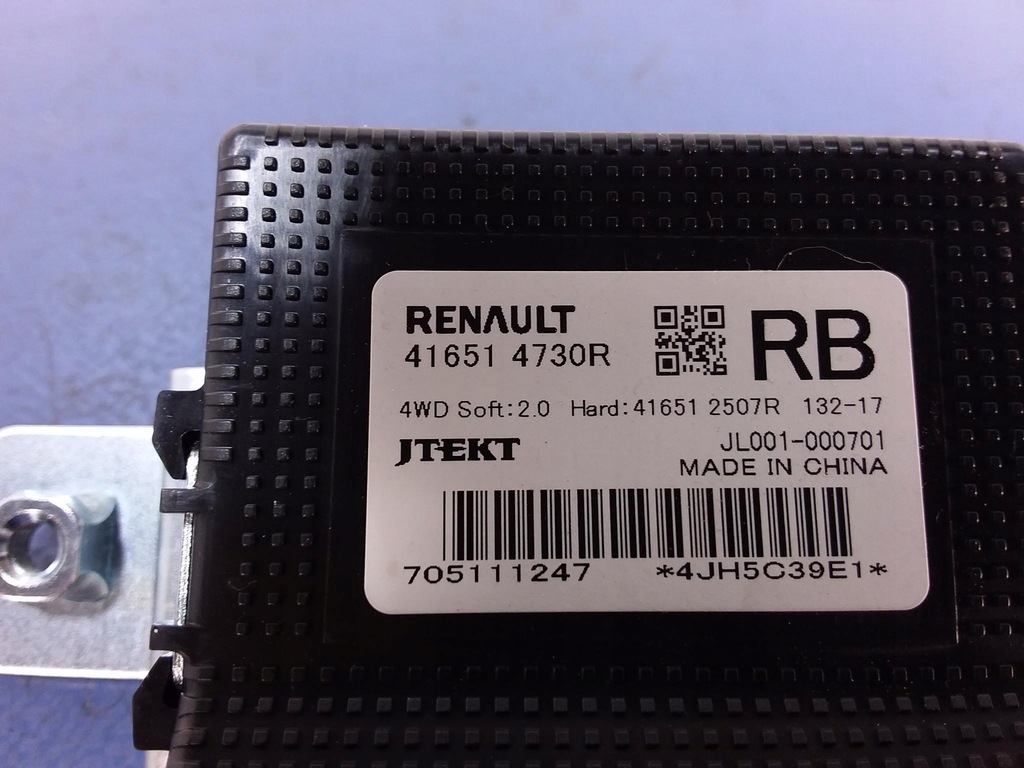 RENAULT
41651 4730R
RB
4WD Soft:2.0 Hard:41651 2507R 132-17
JTEKT
JL001-000701
MADE IN CHINA
705111247 *4JH5C39E1*